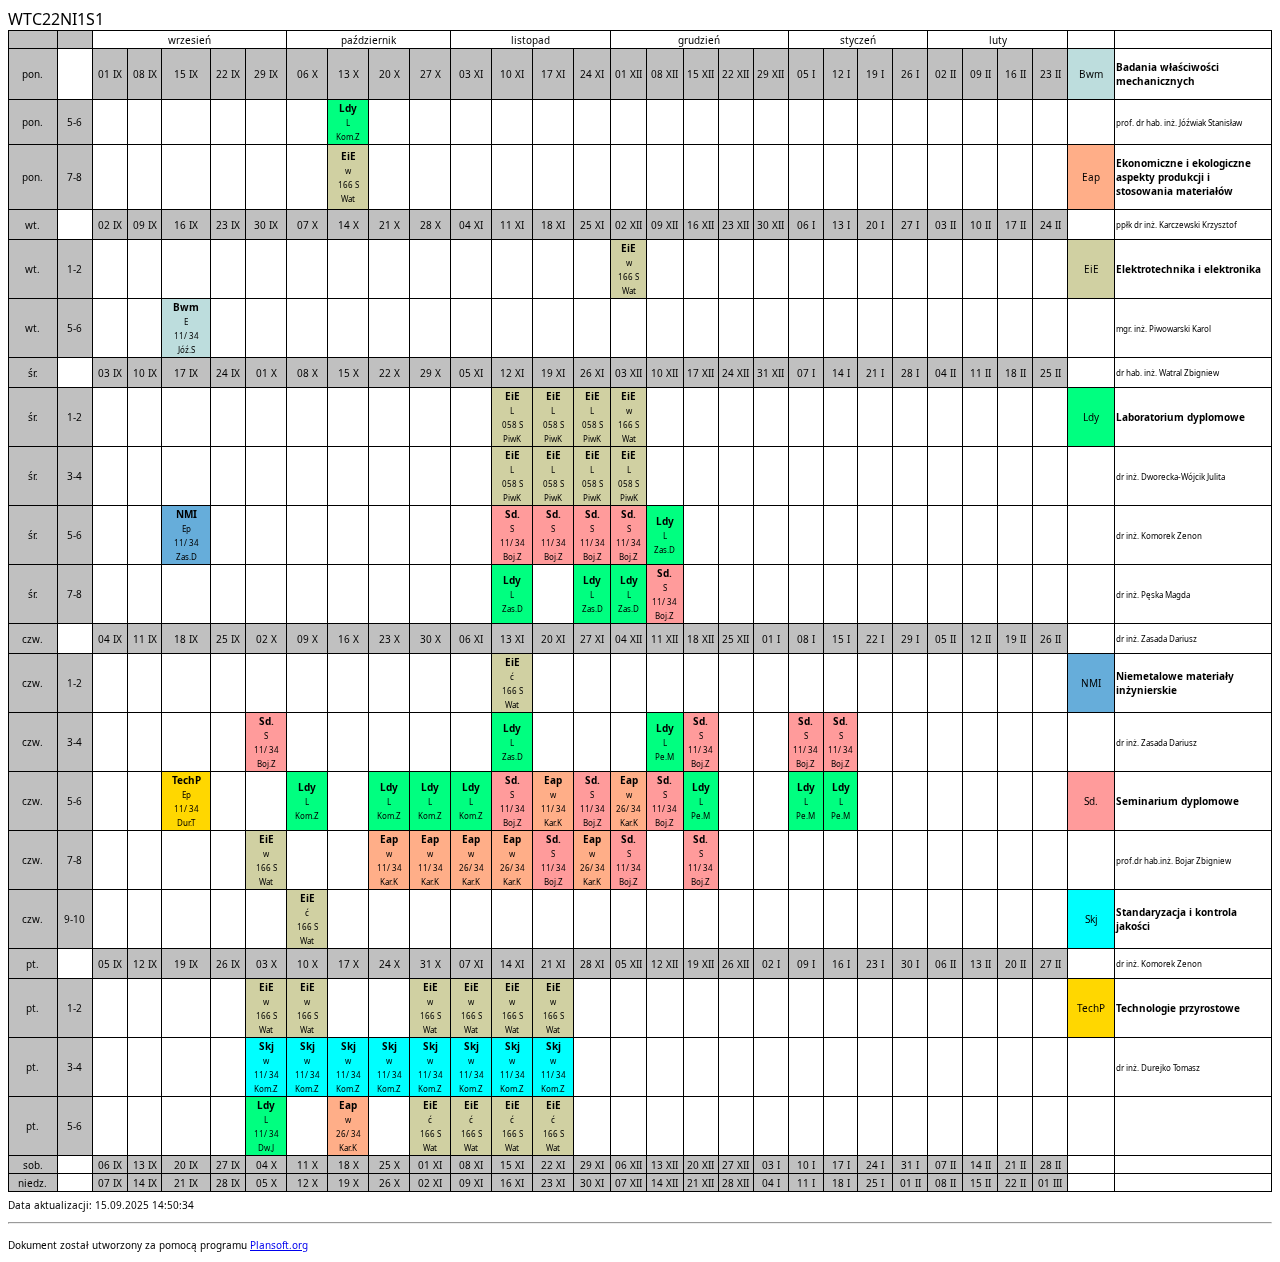 WTC22NI1S1
wrzesień październik listopad grudzień styczeń luty
pon. 01 IX 08 IX 15 IX 22 IX 29 IX 06 X 13 X 20 X 27 X 03 XI 10 XI 17 XI 24 XI 01 XII 08 XII 15 XII 22 XII 29 XII 05 I 12 I 19 I 26 I 02 II 09 II 16 II 23 II Bwm Badania właściwości
mechanicznych
pon. 5-6 Ldy prof. dr hab. inż. Jóźwiak Stanisław
L
Kom.Z
pon. 7-8 EiE Eap Ekonomiczne i ekologiczne
w aspekty produkcji i
166 S stosowania materiałów
Wat
wt. 02 IX 09 IX 16 IX 23 IX 30 IX 07 X 14 X 21 X 28 X 04 XI 11 XI 18 XI 25 XI 02 XII 09 XII 16 XII 23 XII 30 XII 06 I 13 I 20 I 27 I 03 II 10 II 17 II 24 II ppłk dr inż. Karczewski Krzysztof
wt. 1-2 EiE EiE Elektrotechnika i elektronika
w
166 S
Wat
wt. 5-6 Bwm mgr. inż. Piwowarski Karol
E
11/ 34
Jóź.S
śr. 03 IX 10 IX 17 IX 24 IX 01 X 08 X 15 X 22 X 29 X 05 XI 12 XI 19 XI 26 XI 03 XII 10 XII 17 XII 24 XII 31 XII 07 I 14 I 21 I 28 I 04 II 11 II 18 II 25 II dr hab. inż. Watral Zbigniew
śr. 1-2 EiE EiE EiE EiE Ldy Laboratorium dyplomowe
L L L w
058 S 058 S 058 S 166 S
PiwK PiwK PiwK Wat
śr. 3-4 EiE EiE EiE EiE dr inż. Dworecka-Wójcik Julita
L L L L
058 S 058 S 058 S 058 S
PiwK PiwK PiwK PiwK
śr. 5-6 NMI Sd. Sd. Sd. Sd. Ldy dr inż. Komorek Zenon
Ep S S S S L
11/ 34 11/ 34 11/ 34 11/ 34 11/ 34 Zas.D
Zas.D Boj.Z Boj.Z Boj.Z Boj.Z
śr. 7-8 Ldy Ldy Ldy Sd. dr inż. Pęska Magda
L L L S
Zas.D Zas.D Zas.D 11/ 34
Boj.Z
czw. 04 IX 11 IX 18 IX 25 IX 02 X 09 X 16 X 23 X 30 X 06 XI 13 XI 20 XI 27 XI 04 XII 11 XII 18 XII 25 XII 01 I 08 I 15 I 22 I 29 I 05 II 12 II 19 II 26 II dr inż. Zasada Dariusz
czw. 1-2 EiE NMI Niemetalowe materiały
ć inżynierskie
166 S
Wat
czw. 3-4 Sd. Ldy Ldy Sd. Sd. Sd. dr inż. Zasada Dariusz
S L L S S S
11/ 34 Zas.D Pe.M 11/ 34 11/ 34 11/ 34
Boj.Z Boj.Z Boj.Z Boj.Z
czw. 5-6 TechP Ldy Ldy Ldy Ldy Sd. Eap Sd. Eap Sd. Ldy Ldy Ldy Sd. Seminarium dyplomowe
Ep L L L L S w S w S L L L
11/ 34 Kom.Z Kom.Z Kom.Z Kom.Z 11/ 34 11/ 34 11/ 34 26/ 34 11/ 34 Pe.M Pe.M Pe.M
Dur.T Boj.Z Kar.K Boj.Z Kar.K Boj.Z
czw. 7-8 EiE Eap Eap Eap Eap Sd. Eap Sd. Sd. prof.dr hab.inż. Bojar Zbigniew
w w w w w S w S S
166 S 11/ 34 11/ 34 26/ 34 26/ 34 11/ 34 26/ 34 11/ 34 11/ 34
Wat Kar.K Kar.K Kar.K Kar.K Boj.Z Kar.K Boj.Z Boj.Z
czw. 9-10 EiE Skj Standaryzacja i kontrola
ć jakości
166 S
Wat
pt. 05 IX 12 IX 19 IX 26 IX 03 X 10 X 17 X 24 X 31 X 07 XI 14 XI 21 XI 28 XI 05 XII 12 XII 19 XII 26 XII 02 I 09 I 16 I 23 I 30 I 06 II 13 II 20 II 27 II dr inż. Komorek Zenon
pt. 1-2 EiE EiE EiE EiE EiE EiE TechP Technologie przyrostowe
w w w w w w
166 S 166 S 166 S 166 S 166 S 166 S
Wat Wat Wat Wat Wat Wat
pt. 3-4 Skj Skj Skj Skj Skj Skj Skj Skj dr inż. Durejko Tomasz
w w w w w w w w
11/ 34 11/ 34 11/ 34 11/ 34 11/ 34 11/ 34 11/ 34 11/ 34
Kom.Z Kom.Z Kom.Z Kom.Z Kom.Z Kom.Z Kom.Z Kom.Z
pt. 5-6 Ldy Eap EiE EiE EiE EiE
L w ć ć ć ć
11/ 34 26/ 34 166 S 166 S 166 S 166 S
Dw.J Kar.K Wat Wat Wat Wat
sob. 06 IX 13 IX 20 IX 27 IX 04 X 11 X 18 X 25 X 01 XI 08 XI 15 XI 22 XI 29 XI 06 XII 13 XII 20 XII 27 XII 03 I 10 I 17 I 24 I 31 I 07 II 14 II 21 II 28 II
niedz. 07 IX 14 IX 21 IX 28 IX 05 X 12 X 19 X 26 X 02 XI 09 XI 16 XI 23 XI 30 XI 07 XII 14 XII 21 XII 28 XII 04 I 11 I 18 I 25 I 01 II 08 II 15 II 22 II 01 III
Data aktualizacji: 15.09.2025 14:50:34
Dokument został utworzony za pomocą programu Plansoft.org